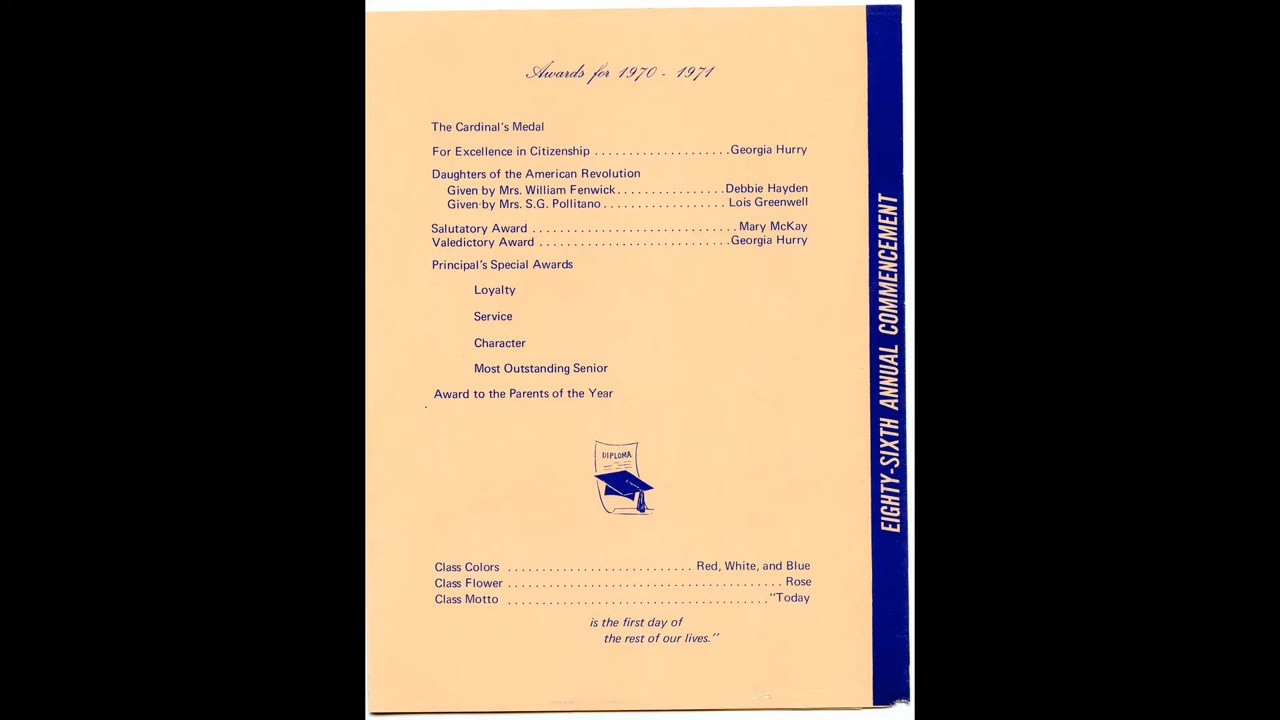 Awards for 1970 - 1971
The Cardinal's Medal
For Excellence in Citizenship . . . . . . . . . . . . . . . . . . . . Georgia Hurry
Daughters of the American Revolution
Given by Mrs. William Fenwick. . . . . . . . . . . . . . . . Debbie Hayden
Given by Mrs. S.G. Pollitano . . . . . . . . . . . . . . . . . . Lois Greenwell
Salutatory Award . . . . . . . . . . . . . . . . . . . . . . . . . . . . . . Mary McKay
Valedictory Award . . . . . . . . . . . . . . . . . . . . . . . . . . . . Georgia Hurry
Principal's Special Awards
Loyalty
Service
Character
Most Outstanding Senior
Award to the Parents of the Year
DIPLOMA
Class Colors . . . . . . . . . . . . . . . . . . . . . . . . . . . Red, White, and Blue
Class Flower . . . . . . . . . . . . . . . . . . . . . . . . . . . . . . . . . . . . . . . . Rose
Class Motto . . . . . . . . . . . . . . . . . . . . . . . . . . . . . . . . . . . . . . "Today
is the first day of
the rest of our lives."
EIGHTY-SIXTH ANNUAL COMMENCEMENT